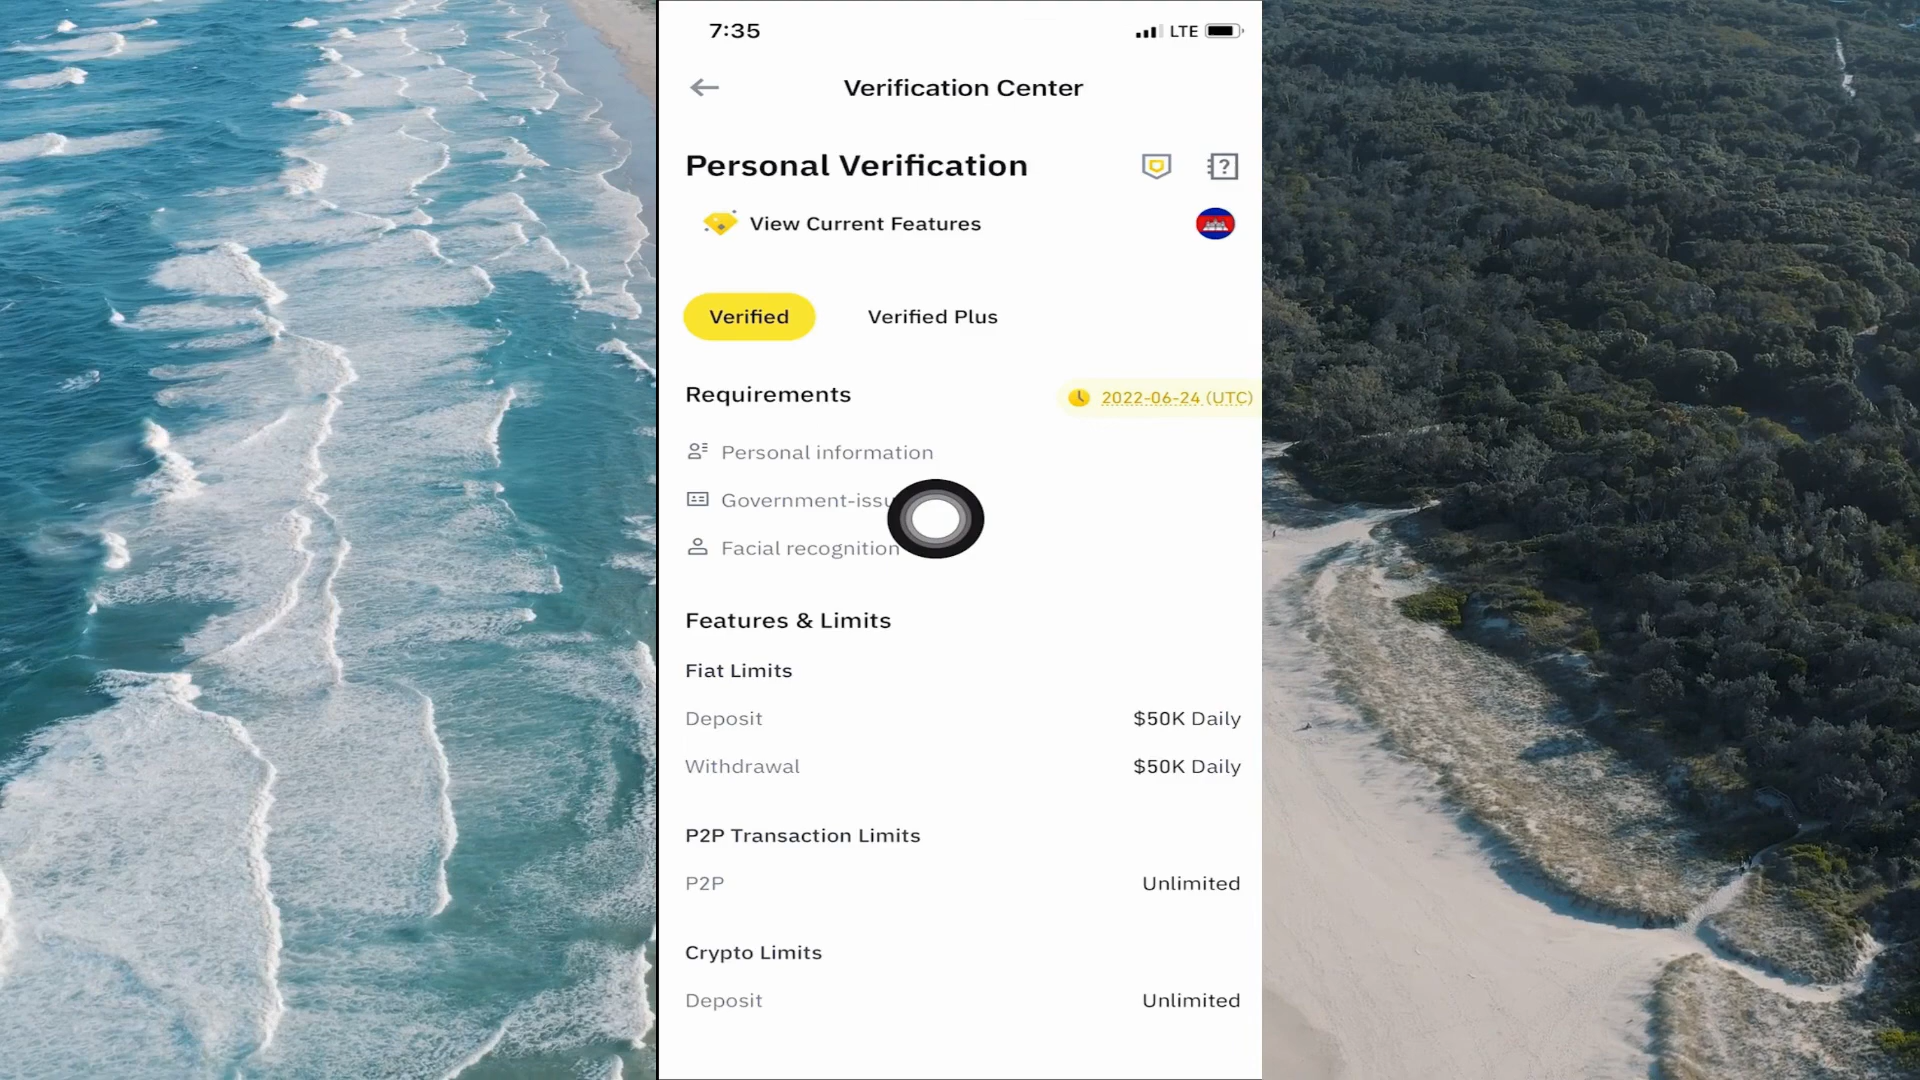 7:35
LTE
Verification Center
Personal Verification
View Current Features
Verified
Verified Plus
Requirements
2022-06-24 (UTC)
Personal information
Facial recognition
Features & Limits
Fiat Limits
Deposit
$50K Daily
Withdrawal
$50K Daily
P2P Transaction Limits
P2P
Unlimited
Crypto Limits
Deposit
Unlimited